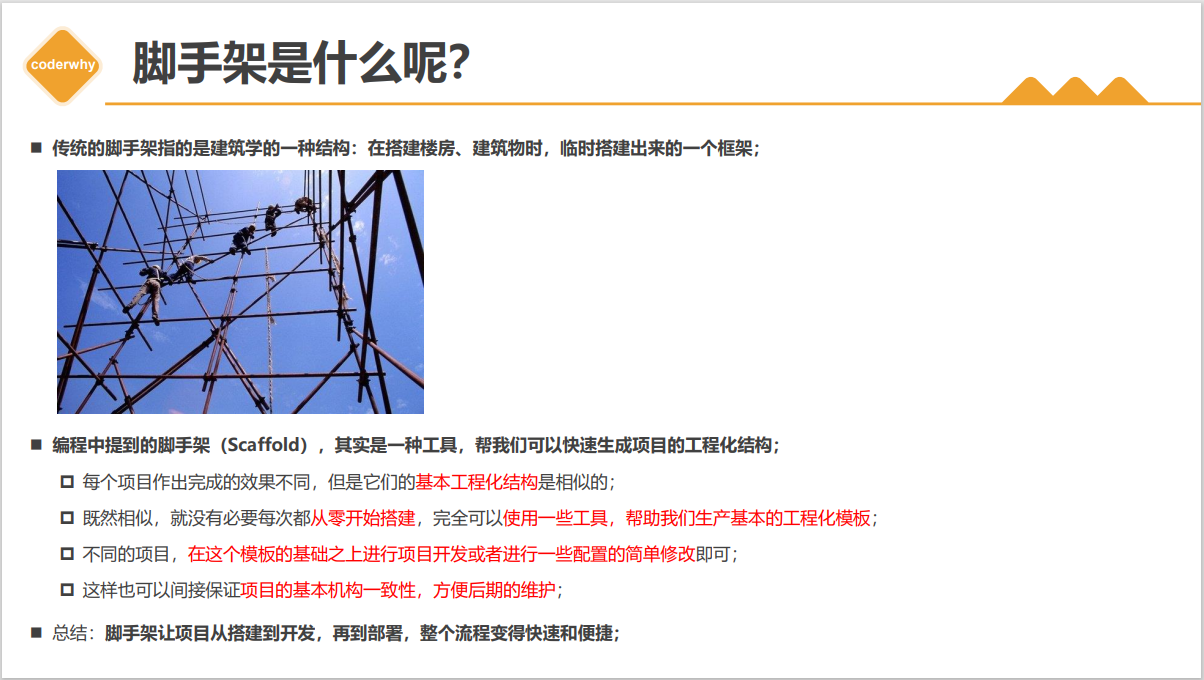 coderwhy
脚手架是什么呢？
传统的脚手架指的是建筑学的一种结构：在搭建楼房、建筑物时，临时搭建出来的一个框架；
编程中提到的脚手架（Scaffold），其实是一种工具，帮我们可以快速生成项目的工程化结构；
每个项目作出完成的效果不同，但是它们的基本工程化结构是相似的；
既然相似，就没有必要每次都从零开始搭建，完全可以使用一些工具，帮助我们生产基本的工程化模板；
不同的项目，在这个模板的基础之上进行项目开发或者进行一些配置的简单修改即可；
这样也可以间接保证项目的基本机构一致性，方便后期的维护；
总结：脚手架让项目从搭建到开发，再到部署，整个流程变得快速和便捷；